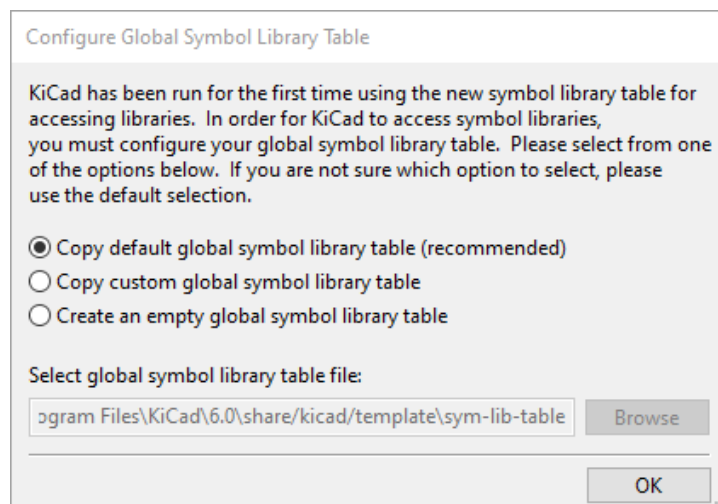 Configure Global Symbol Library Table
KiCad has been run for the first time using the new symbol library table for
accessing libraries.  In order for KiCad to access symbol libraries,
you must configure your global symbol library table.  Please select from one
of the options below.  If you are not sure which option to select, please
use the default selection.
Copy default global symbol library table (recommended)
Copy custom global symbol library table
Create an empty global symbol library table
Select global symbol library table file:
ogram Files\KiCad\6.0\share/kicad/template\sym-lib-table Browse
OK